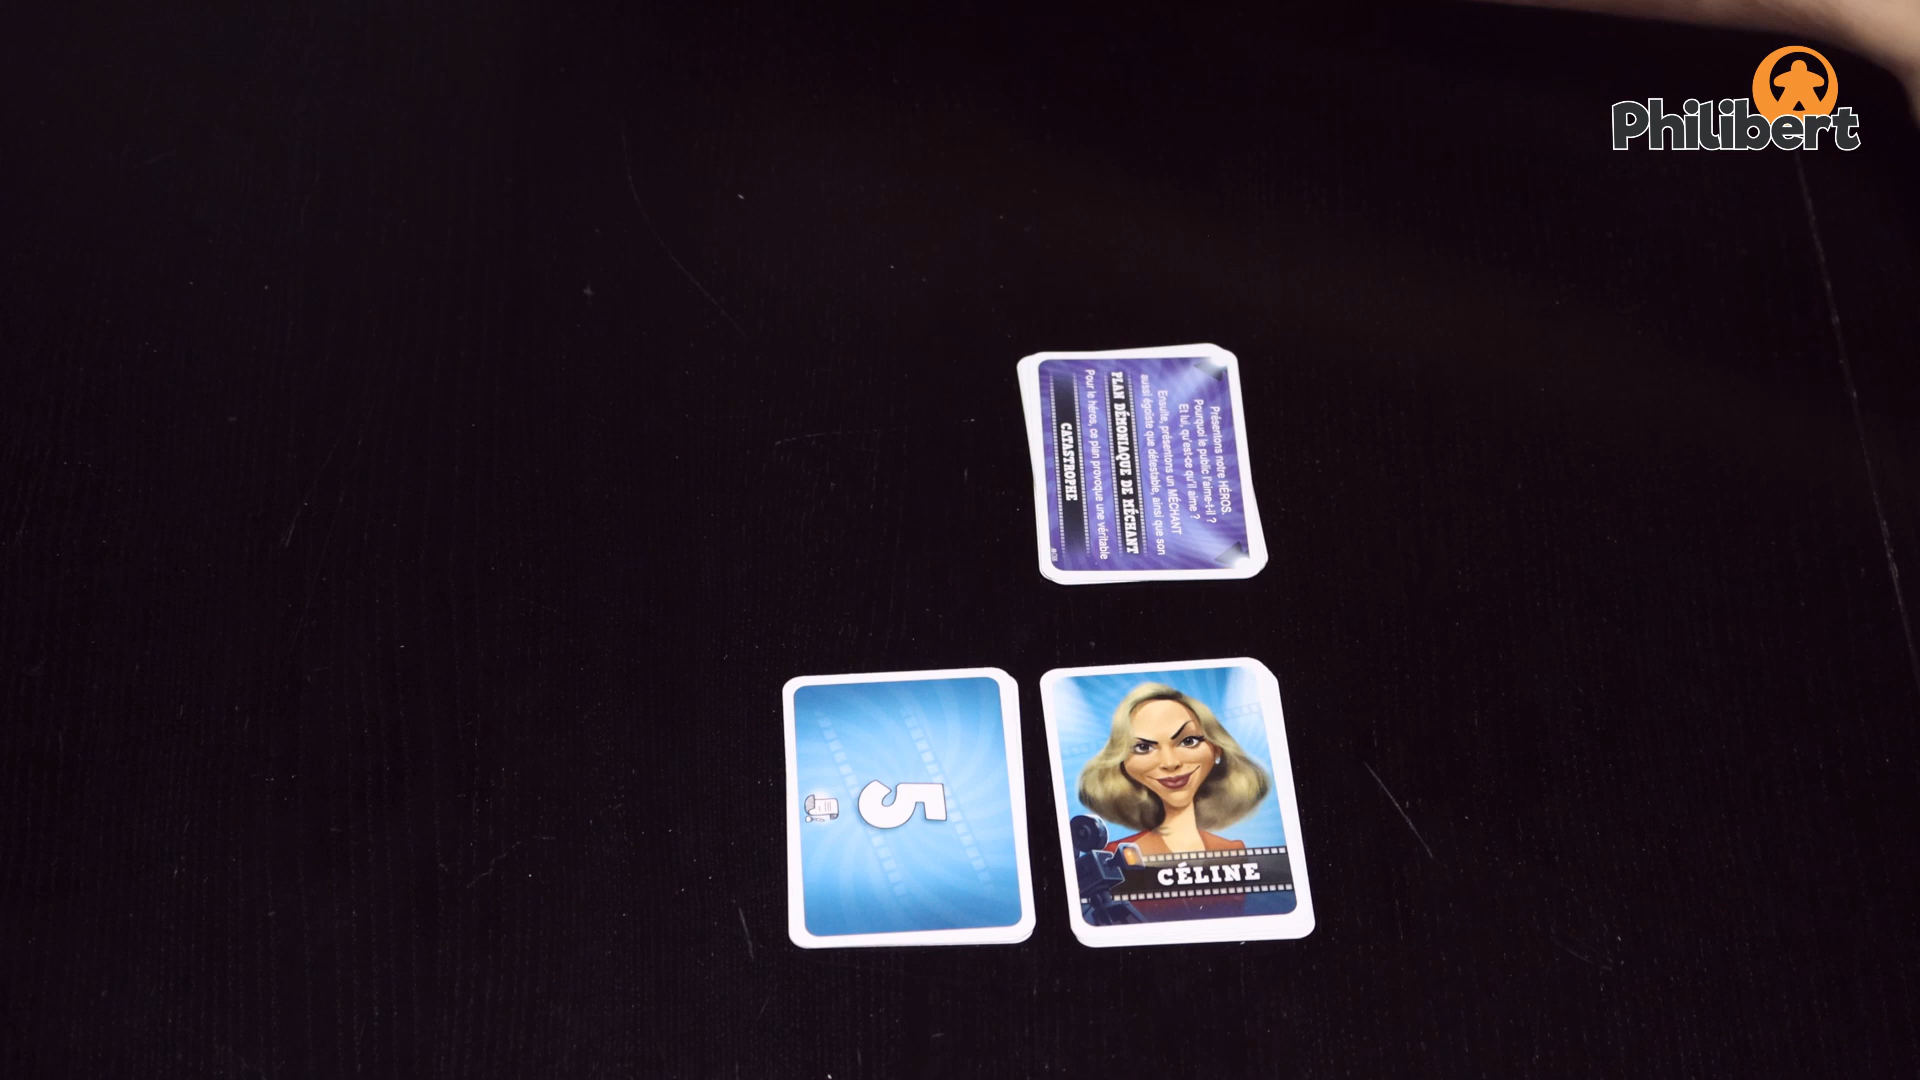 Philibert
Présentons notre HÉROS.
Pourquoi le public l'aime-t-il ?
Et lui, qu'est-ce qu'il aime ?
Ensuite, présentons un MÉCHANT
aussi égoïste que détestable, ainsi que son
PLAN DÉMONIAQUE DE MÉCHANT
Pour le héros, ce plan provoque une véritable
CATASTROPHE
5
CÉLINE